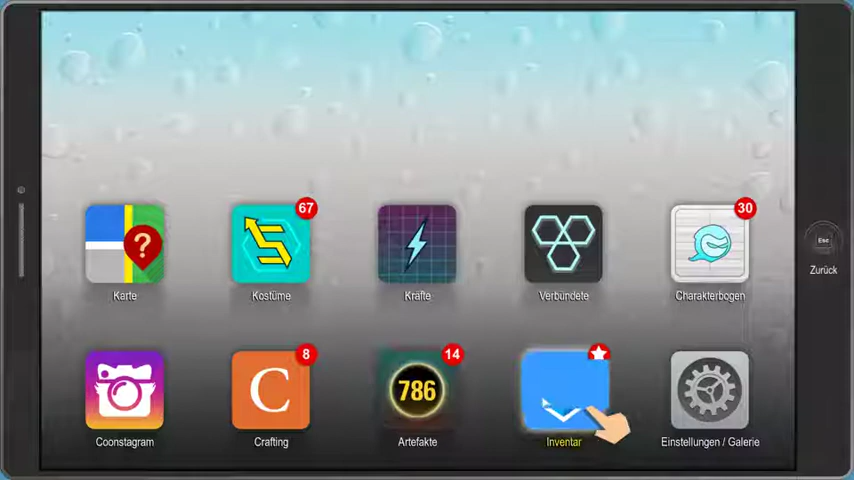 67
30
Esc
Zurück
Karte
Kostüme
Kräfte
Verbündete
Charakterbogen
8
14
C
786
Coonstagram
Crafting
Artefakte
Inventar
Einstellungen / Galerie